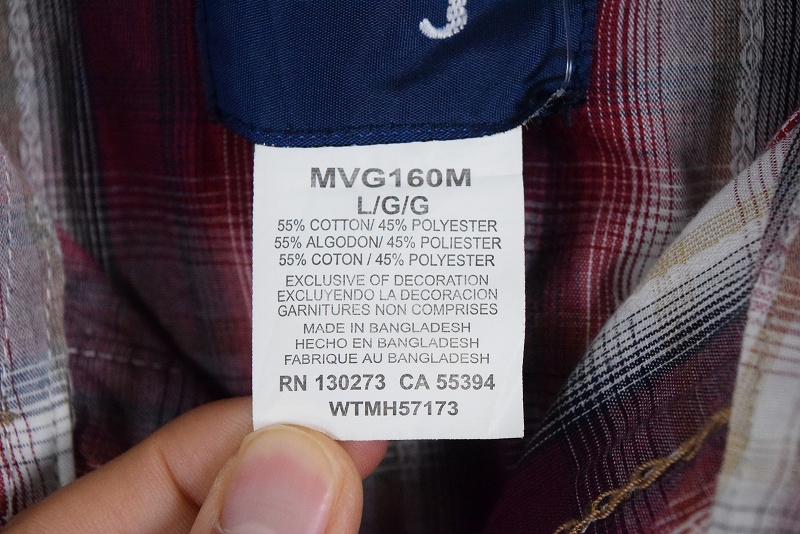 MVG160M
L/G/G
55% COTTON/ 45% POLYESTER
55% ALGODON/ 45% POLIESTER
55% COTON / 45% POLYESTER
EXCLUSIVE OF DECORATION
EXCLUYENDO LA DECORACION
GARNITURES NON COMPRISES
MADE IN BANGLADESH
HECHO EN BANGLADESH
FABRIQUE AU BANGLADESH
RN 130273 CA 55394
WTMH57173